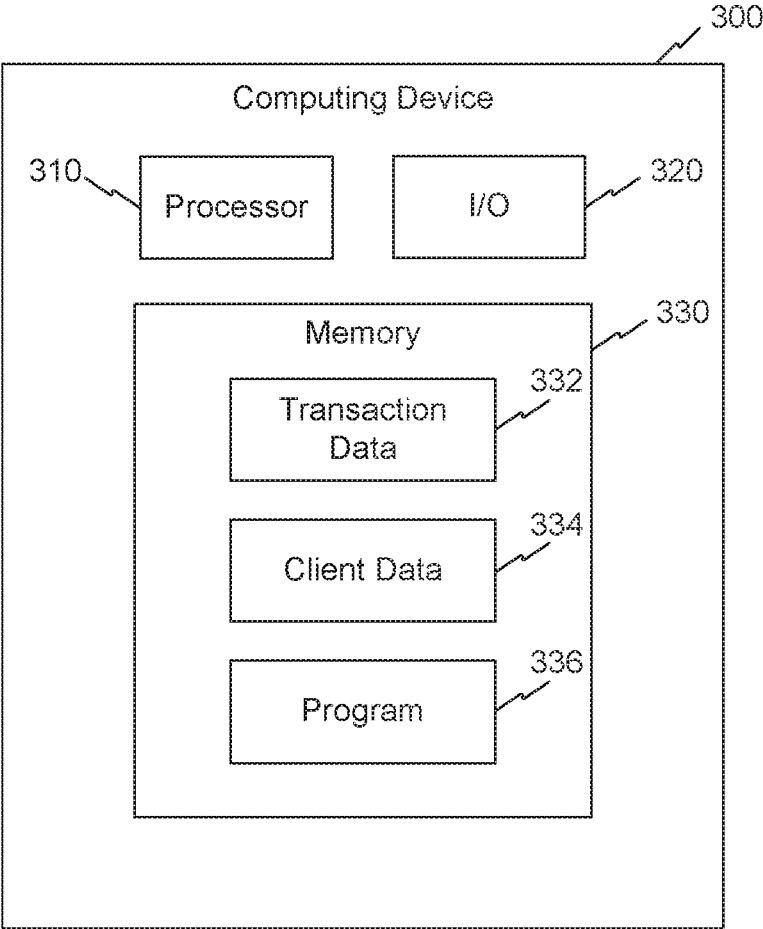 300
Computing Device
310
Processor
I/O
320
Memory
330
Transaction
Data
332
Client Data
334
Program
336